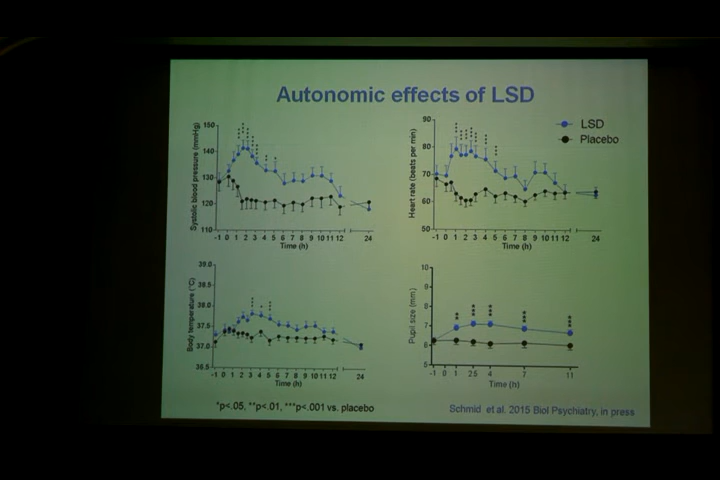 Autonomic effects of LSD
LSD
Placebo
Systolic blood pressure (mmHg)
150
140
130
120
110
-1 0 1 2 3 4 5 6 7 8 9 10 11 12 24
Time (h)
Heart rate (beats per min)
90
80
70
60
50
-1 0 1 2 3 4 5 6 7 8 9 10 11 12 24
Time (h)
Body temperature (°C)
39.0
38.5
38.0
37.5
37.0
36.5
-1 0 1 2 3 4 5 6 7 8 9 10 11 12 24
Time (h)
Pupil size (mm)
10
9
8
7
6
5
-1 0 1 2.5 4 7 11
Time (h)
*p<.05, **p<.01, ***p<.001 vs. placebo
Schmid et al. 2015 Biol Psychiatry, in press